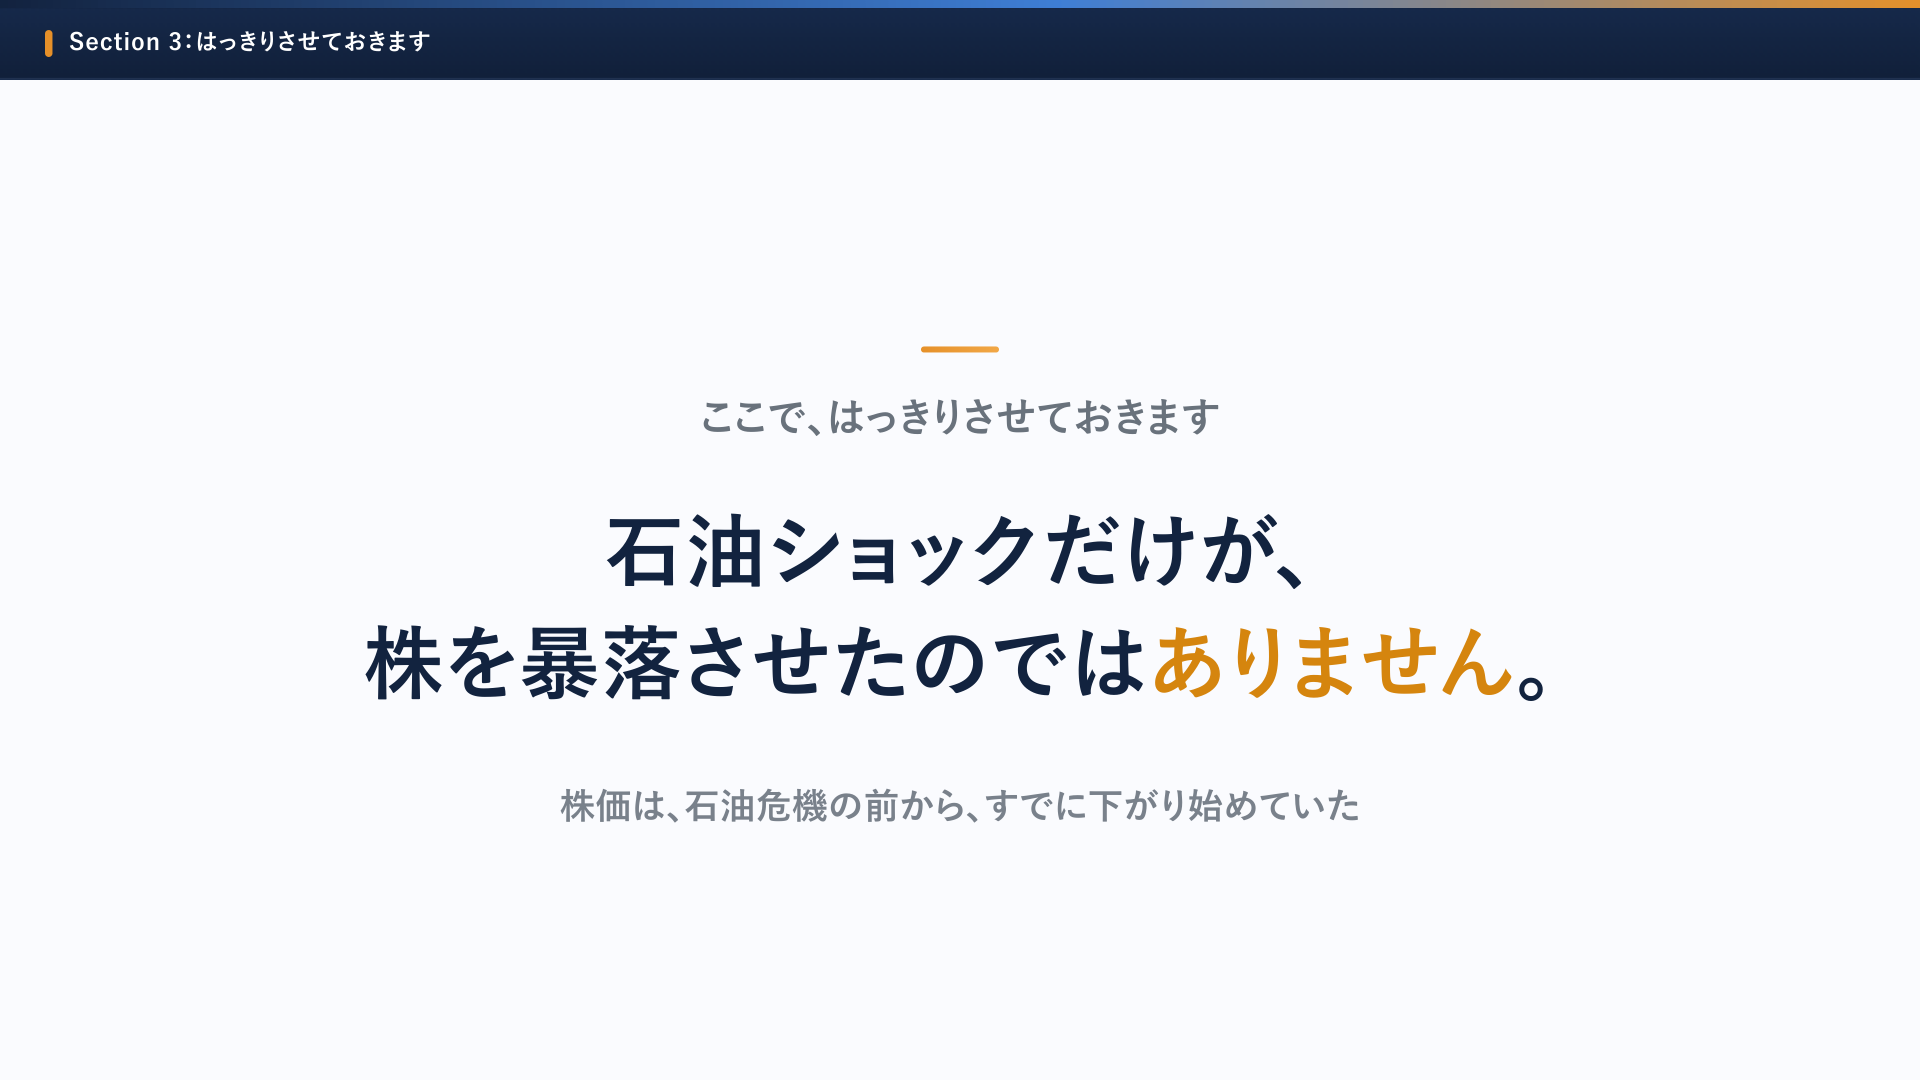 Section 3：はっきりさせておきます
ここで、はっきりさせておきます
石油ショックだけが、
株を暴落させたのではありません。
株価は、石油危機の前から、すでに下がり始めていた